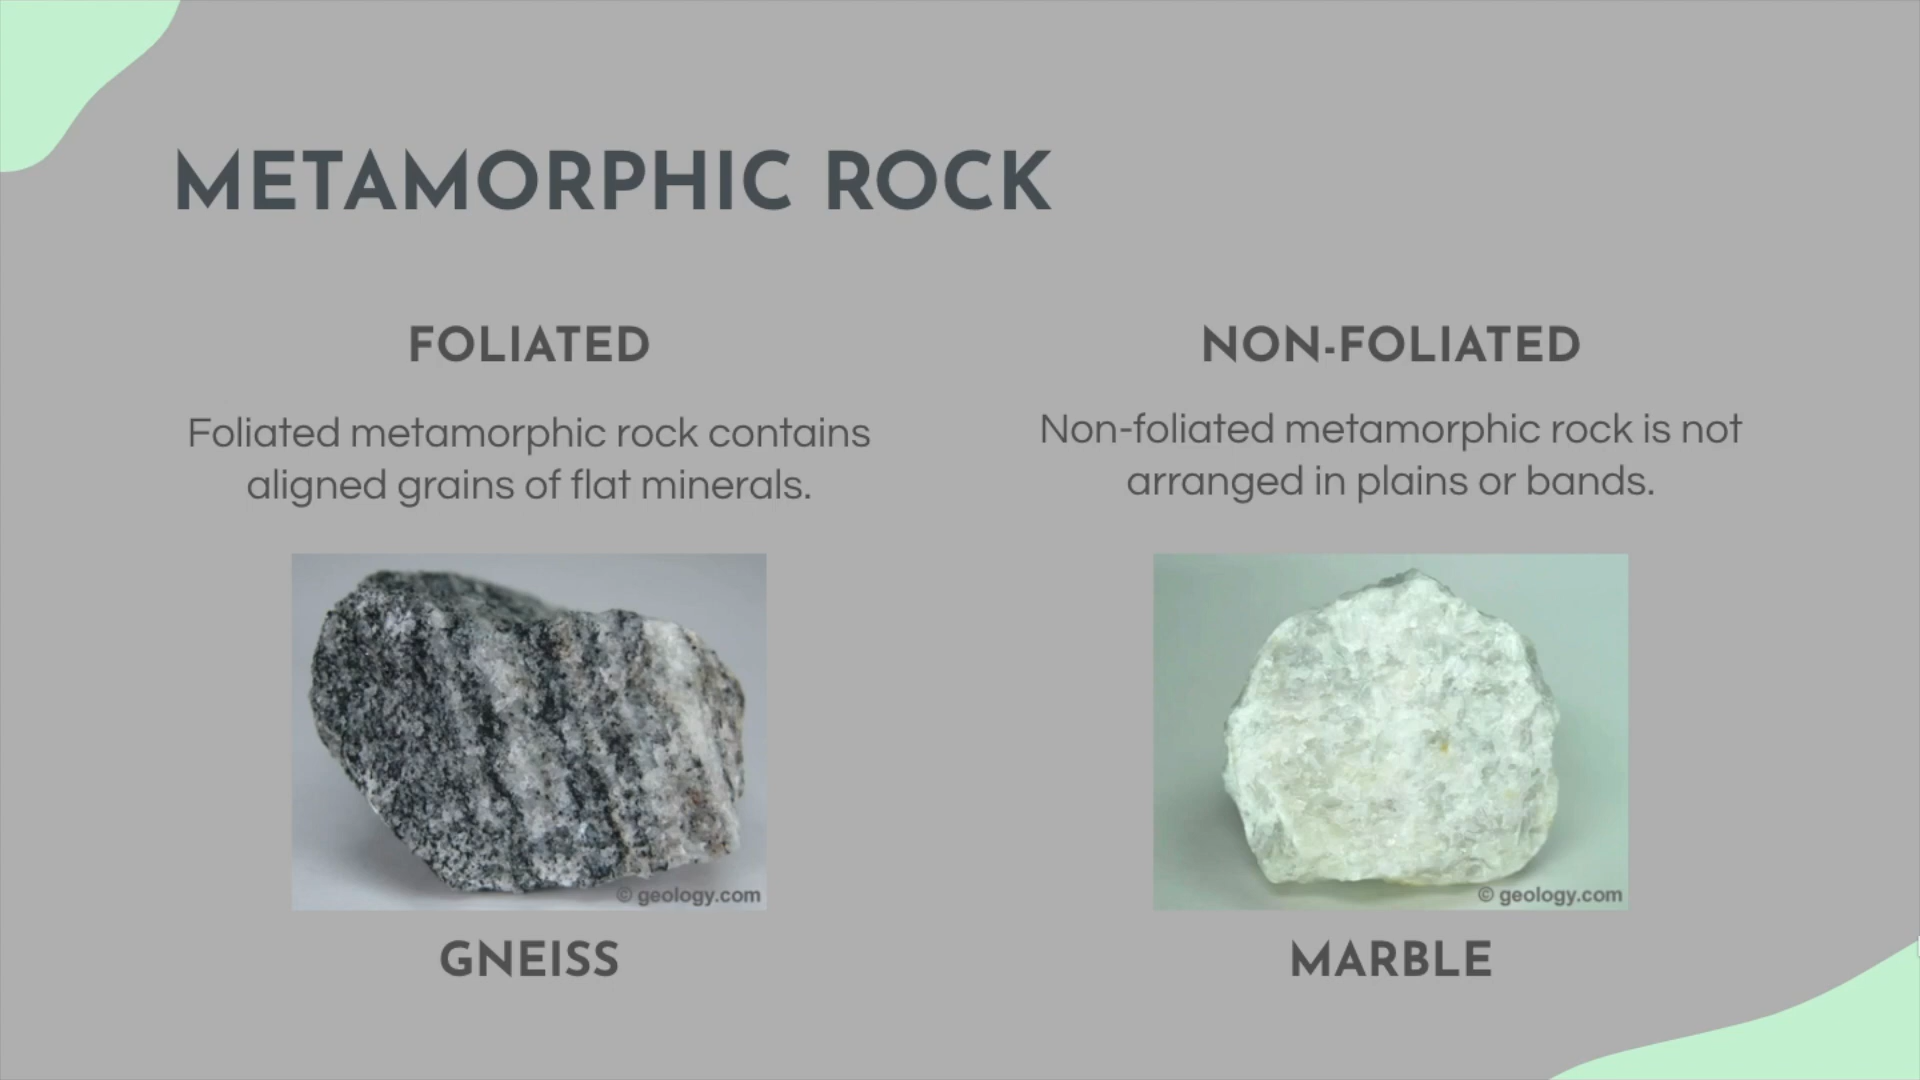 METAMORPHIC ROCK
FOLIATED
Foliated metamorphic rock contains
aligned grains of flat minerals.
© geology.com
GNEISS
NON-FOLIATED
Non-foliated metamorphic rock is not
arranged in plains or bands.
© geology.com
MARBLE